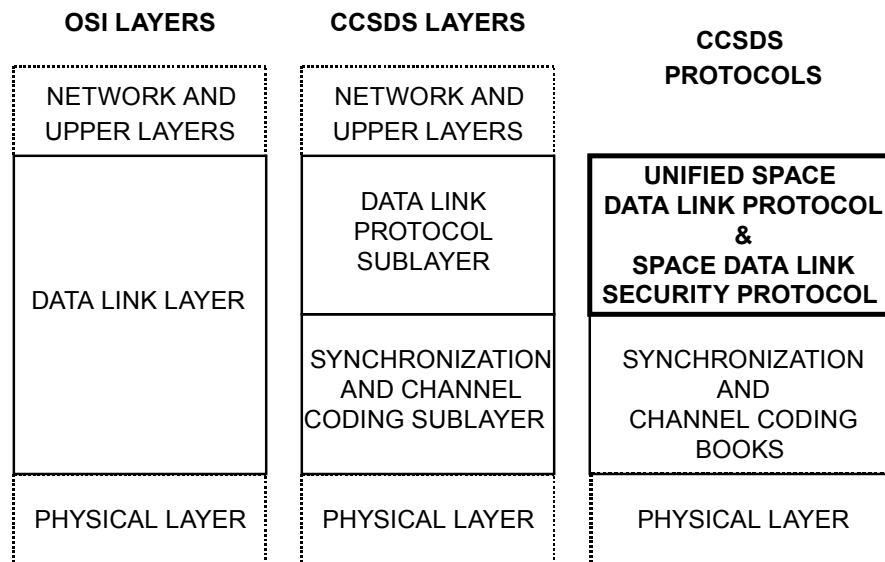 OSI LAYERS
NETWORK AND
UPPER LAYERS
DATA LINK LAYER
PHYSICAL LAYER
CCSDS LAYERS
NETWORK AND
UPPER LAYERS
DATA LINK
PROTOCOL
SUBLAYER
SYNCHRONIZATION
AND CHANNEL
CODING SUBLAYER
PHYSICAL LAYER
CCSDS
PROTOCOLS
UNIFIED SPACE
DATA LINK PROTOCOL
&
SPACE DATA LINK
SECURITY PROTOCOL
SYNCHRONIZATION
AND
CHANNEL CODING
BOOKS
PHYSICAL LAYER